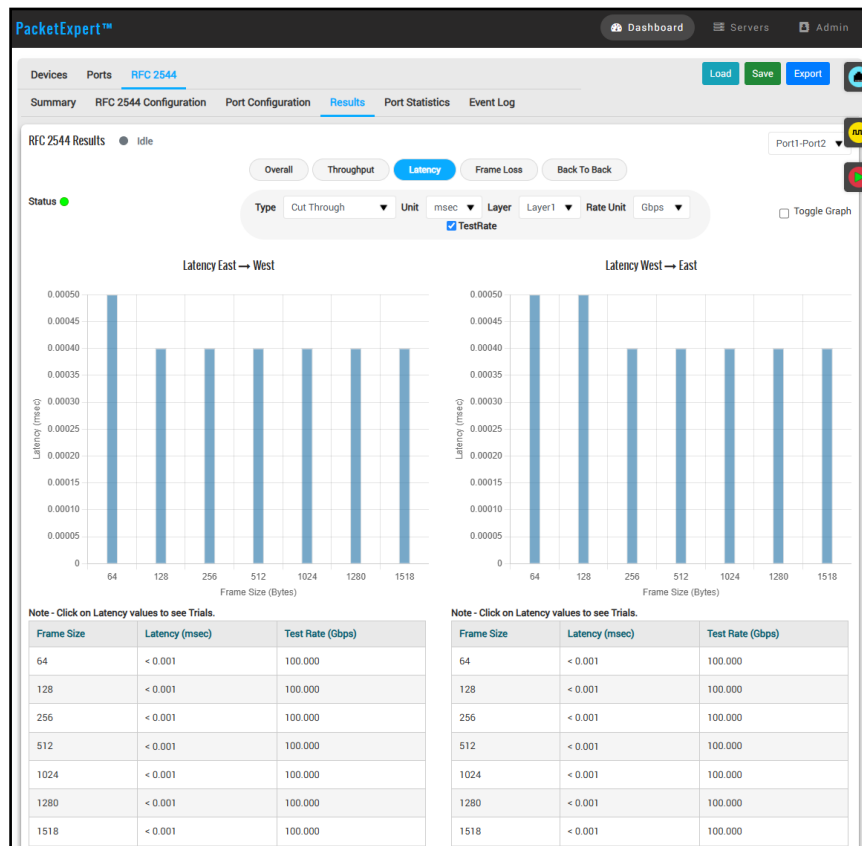 PacketExpert™
Dashboard
Servers
Admin
Devices Ports RFC 2544
Load Save Export
Summary RFC 2544 Configuration Port Configuration Results Port Statistics Event Log
RFC 2544 Results Idle
Port1-Port2
Overall Throughput Latency Frame Loss Back To Back
Status
Type Cut Through Unit msec Layer Layer1 Rate Unit Gbps
TestRate
Toggle Graph
Latency East → West
0.00050
0.00045
0.00040
0.00035
0.00030
0.00025
0.00020
0.00015
0.00010
0.00005
0
Latency (msec)
64 128 256 512 1024 1280 1518
Frame Size (Bytes)
Latency West → East
0.00050
0.00045
0.00040
0.00035
0.00030
0.00025
0.00020
0.00015
0.00010
0.00005
0
Latency (msec)
64 128 256 512 1024 1280 1518
Frame Size (Bytes)
Note - Click on Latency values to see Trials.
Frame Size Latency (msec) Test Rate (Gbps)
64 < 0.001 100.000
128 < 0.001 100.000
256 < 0.001 100.000
512 < 0.001 100.000
1024 < 0.001 100.000
1280 < 0.001 100.000
1518 < 0.001 100.000
Note - Click on Latency values to see Trials.
Frame Size Latency (msec) Test Rate (Gbps)
64 < 0.001 100.000
128 < 0.001 100.000
256 < 0.001 100.000
512 < 0.001 100.000
1024 < 0.001 100.000
1280 < 0.001 100.000
1518 < 0.001 100.000